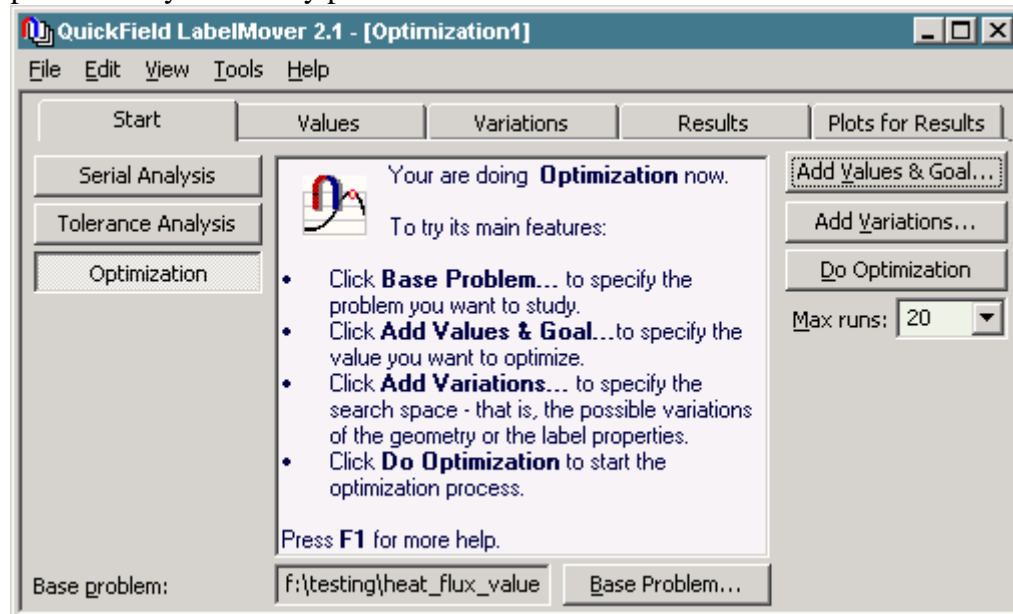 QuickField LabelMover 2.1 - [Optimization1]
File Edit View Tools Help
Start Values Variations Results Plots for Results
Serial Analysis
Tolerance Analysis
Optimization
Your are doing Optimization now.
To try its main features:
• Click Base Problem... to specify the
problem you want to study.
• Click Add Values & Goal...to specify the
value you want to optimize.
• Click Add Variations... to specify the
search space - that is, the possible variations
of the geometry or the label properties.
• Click Do Optimization to start the
optimization process.
Press F1 for more help.
Add Values & Goal...
Add Variations...
Do Optimization
Max runs: 20
Base problem: f:\testing\heat_flux_value Base Problem...